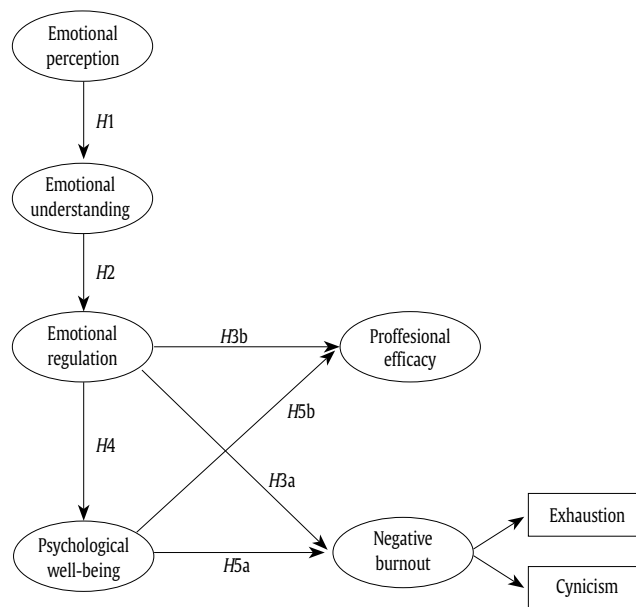 Emotional
perception
H1
Emotional
understanding
H2
Emotional
regulation
H3b
Proffesional
efficacy
H5b
H4
H3a
Exhaustion
Psychological
well-being
H5a
Negative
burnout
Cynicism